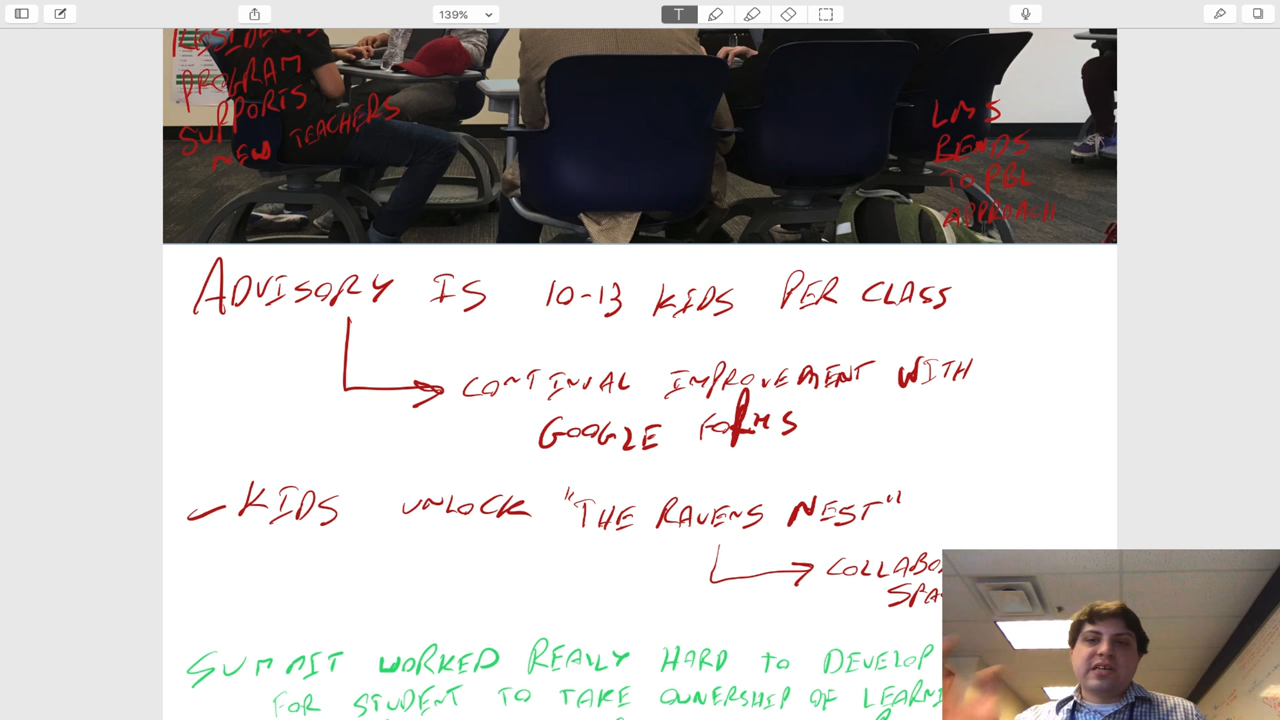 139%
T
RESIDENTS
PROGRAM
SUPPORTS
NEW TEACHERS
LMS
BENDS
TO PBL
APPROACH
ADVISORY IS 10-13 KIDS PER CLASS
CONTINUAL IMPROVEMENT WITH
GOOGLE FORMS
KIDS UNLOCK "THE RAVENS NEST"
COLLABO
SPA
SUMMIT WORKED REALLY HARD TO DEVELOP
FOR STUDENT TO TAKE OWNERSHIP OF LEARNI